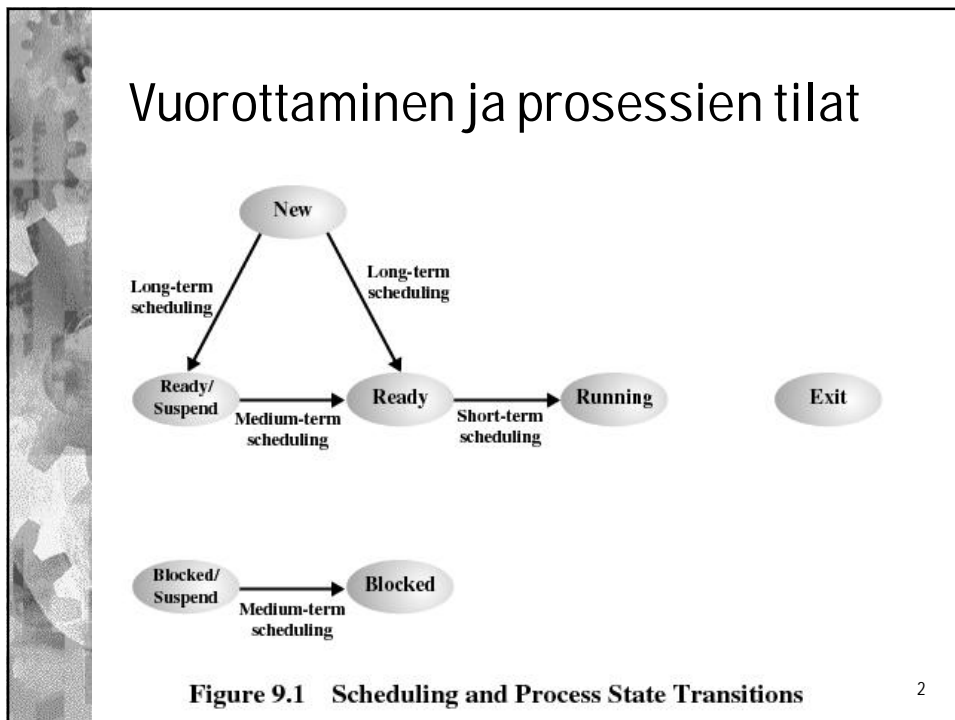 Vuorottaminen ja prosessien tilat
New
Long-term
scheduling
Long-term
scheduling
Ready/
Suspend
Medium-term
scheduling
Ready
Short-term
scheduling
Running
Exit
Blocked/
Suspend
Medium-term
scheduling
Blocked
Figure 9.1 Scheduling and Process State Transitions
2